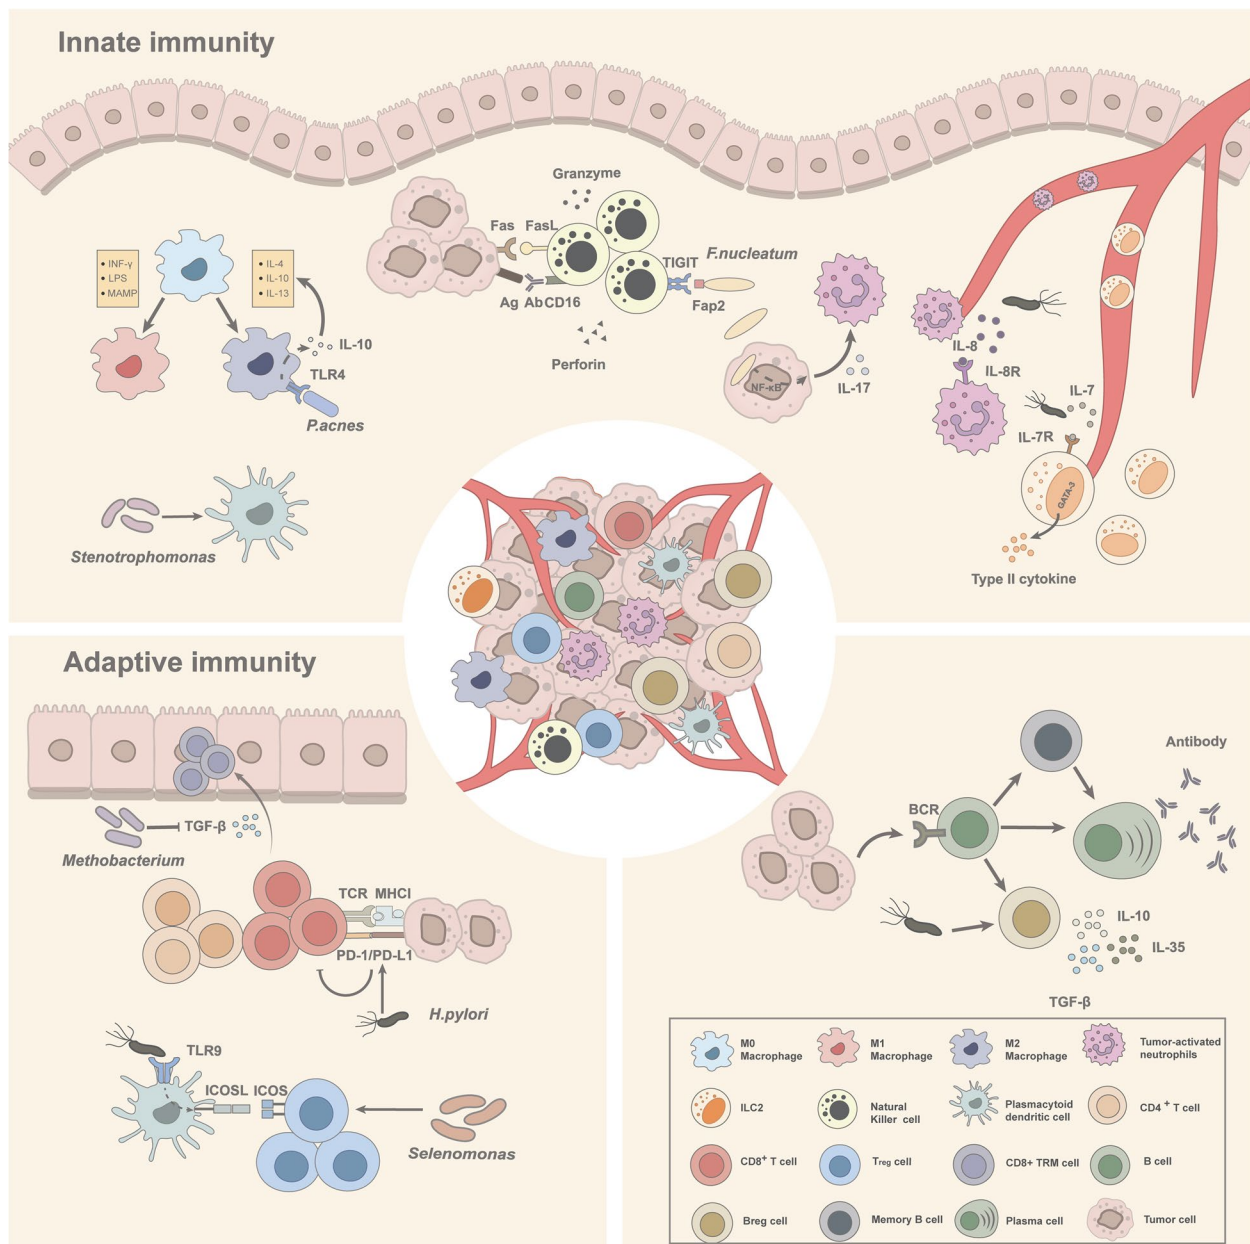 Innate immunity
Granzyme
Fas
FasL
TIGIT
F.nucleatum
Ag
Ab
CD16
Fap2
Perforin
• INF-γ
• LPS
• MAMP
• IL-4
• IL-10
• IL-13
IL-10
TLR4
P.acnes
NF-κB
IL-17
IL-8
IL-8R
IL-7
IL-7R
GATA-3
Type II cytokine
Stenotrophomonas
Adaptive immunity
TGF-β
Methobacterium
TCR
MHCI
PD-1/PD-L1
H.pylori
TLR9
ICOSL
ICOS
Selenomonas
BCR
Antibody
IL-10
IL-35
TGF-β
M0
Macrophage
M1
Macrophage
M2
Macrophage
Tumor-activated
neutrophils
ILC2
Natural
Killer cell
Plasmacytoid
dendritic cell
CD4 + T cell
CD8+ T cell
Treg cell
CD8+ TRM cell
B cell
Breg cell
Memory B cell
Plasma cell
Tumor cell